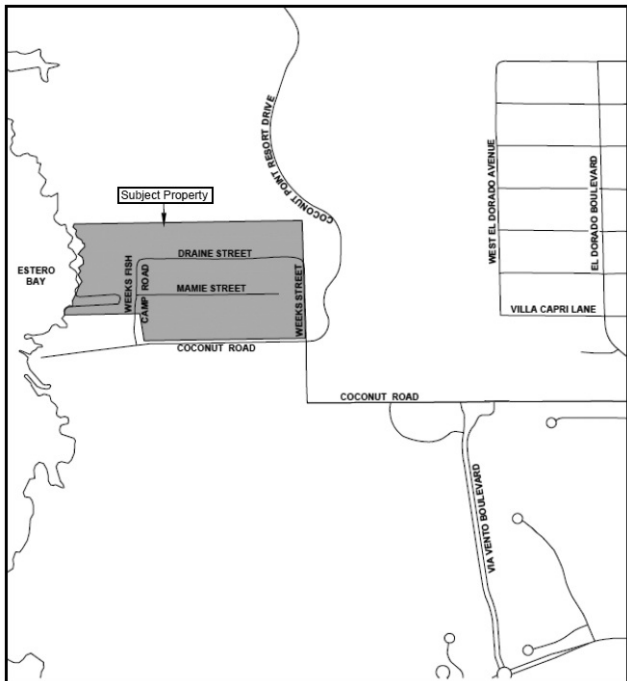 COCONUT POINT RESORT DRIVE
WEST EL DORADO AVENUE
EL DORADO BOULEVARD
Subject Property
DRAINE STREET
ESTERO
BAY
WEEKS FISH
CAMP ROAD
MAMIE STREET
WEEKS STREET
VILLA CAPRI LANE
COCONUT ROAD
COCONUT ROAD
VIA VENTO BOULEVARD